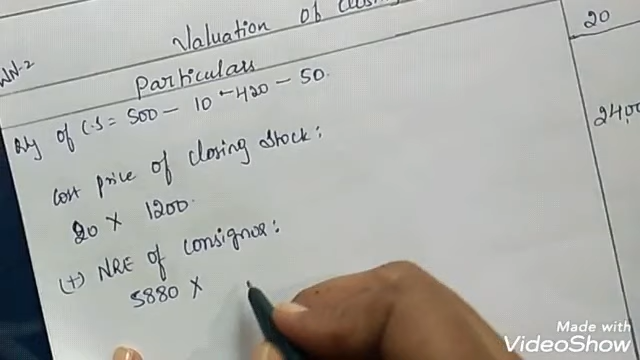 WN-2
Valuation of Closing
Particulars
20
Qty of C.S = 500 - 10 - 420 - 50.
24,00
Cost price of closing stock:
20 × 1200.
(+) NRE of consignor:
5880 ×
Made with
VideoShow